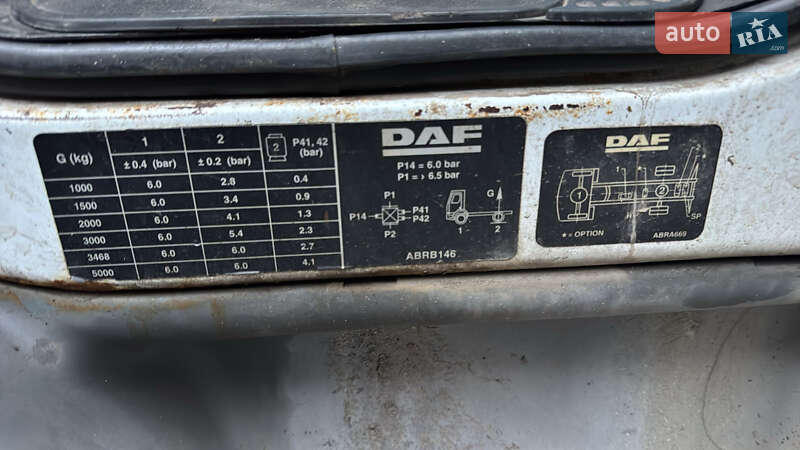 auto RIA .com
G (kg) 1 2 2 P41, 42 (bar)
± 0.4 (bar) ± 0.2 (bar)
1000 6.0 2.8 0.4
1500 6.0 3.4 0.9
2000 6.0 4.1 1.3
3000 6.0 5.4 2.3
3468 6.0 6.0 2.7
5000 6.0 6.0 4.1
DAF
P14 = 6.0 bar
P1 = › 6.5 bar
P1
P14 P41
P42
P2
G
1 2
ABRB146
DAF
1 2
H SP
★ = OPTION ABRA669